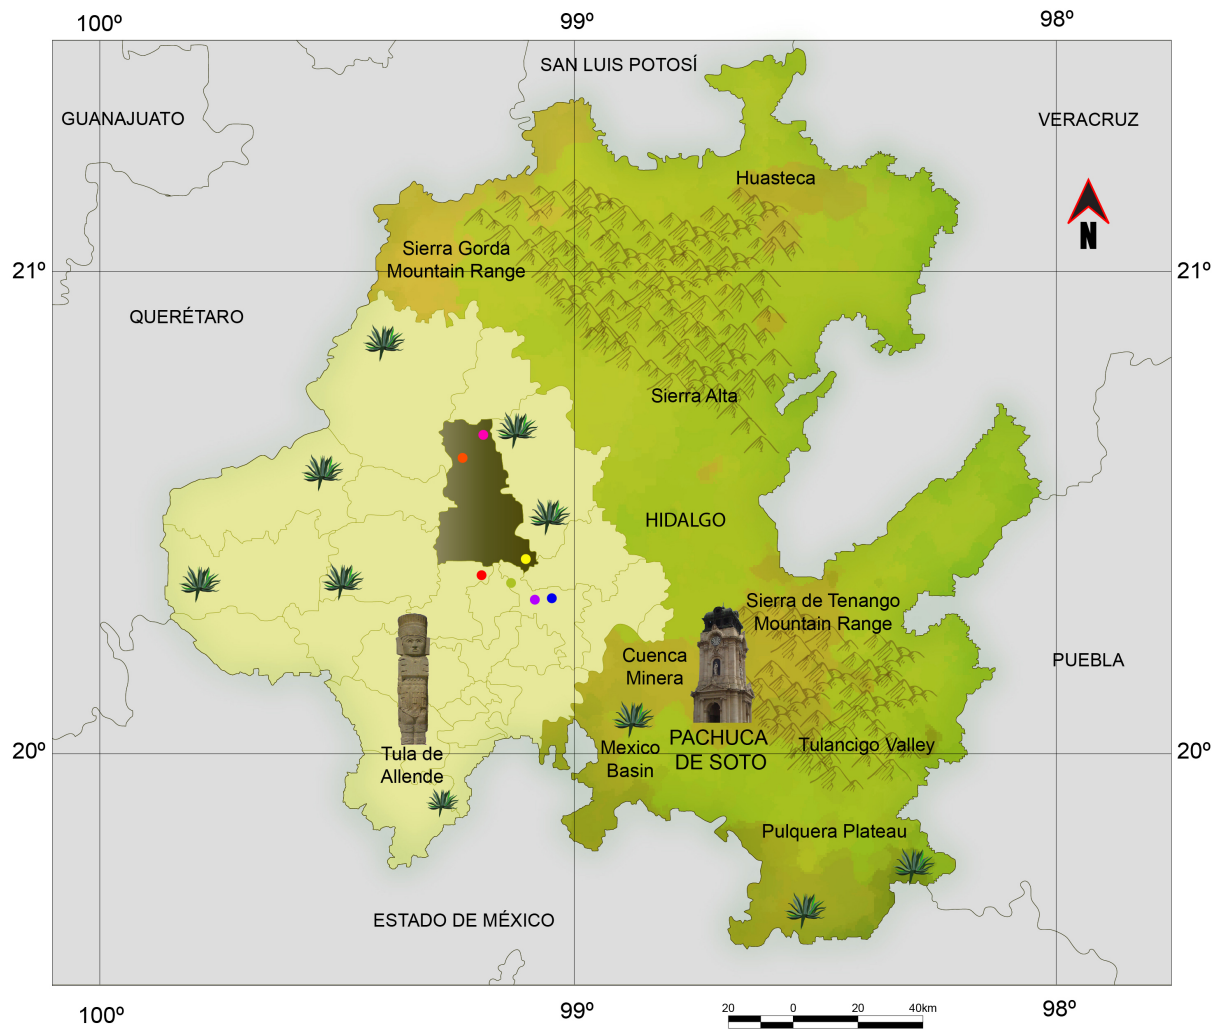 100º
99º
98º
SAN LUIS POTOSÍ
GUANAJUATO
VERACRUZ
Huasteca
N
Sierra Gorda
Mountain Range
21º
21º
QUERÉTARO
Sierra Alta
HIDALGO
Sierra de Tenango
Mountain Range
Cuenca
Minera
PUEBLA
PACHUCA
DE SOTO
Mexico
Basin
Tulancigo Valley
20º
20º
Tula de
Allende
Pulquera Plateau
ESTADO DE MÉXICO
100º
99º
98º
20 0 20 40km